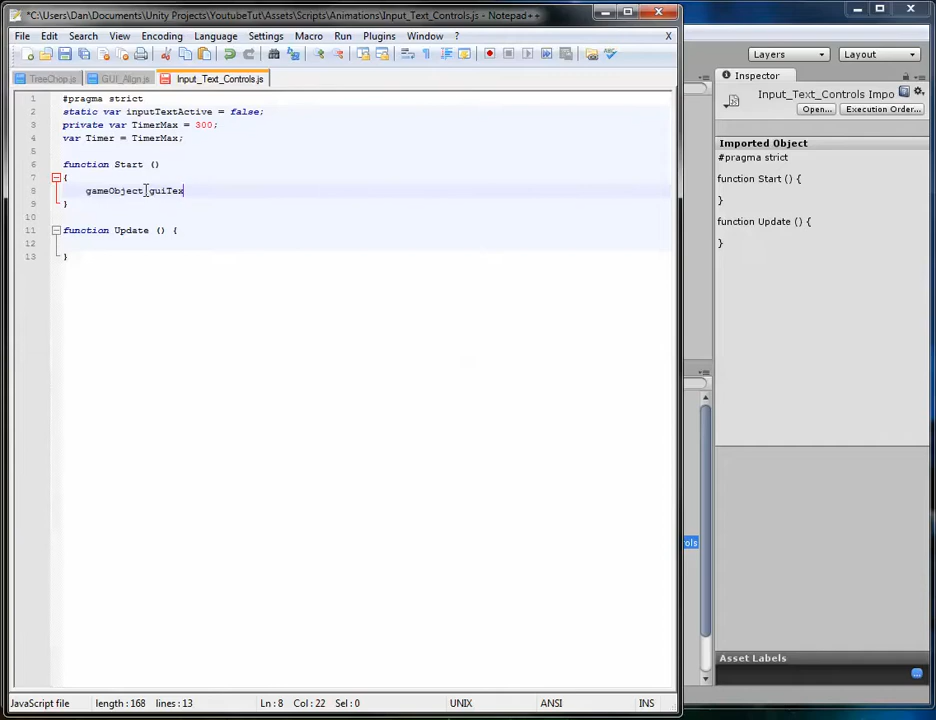 *C:\Users\Dan\Documents\Unity Projects\YoutubeTut\Assets\Scripts\Animations\Input_Text_Controls.js - Notepad++
File Edit Search View Encoding Language Settings Macro Run Plugins Window ? X
TreeChop.js GUI_Align.js Input_Text_Controls.js
1 #pragma strict
2 static var inputTextActive = false;
3 private var TimerMax = 300;
4 var Timer = TimerMax;
5
6 function Start ()
7 {
8 gameObject.guiTex
9 }
10
11 function Update () {
12
13 }
JavaScript file length : 168 lines : 13 Ln : 8 Col : 22 Sel : 0 UNIX ANSI INS
Layers Layout
Inspector
Input_Text_Controls Impo
Open... Execution Order...
Imported Object
#pragma strict
function Start () {
}
function Update () {
}
rols
Asset Labels